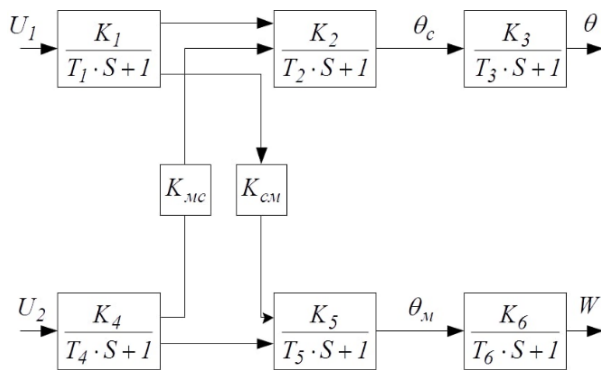 U₁
K₁
T₁·S+1
K₂
T₂·S+1
θс
K₃
T₃·S+1
θ
Kмс
Kсм
U₂
K₄
T₄·S+1
K₅
T₅·S+1
θм
K₆
T₆·S+1
W